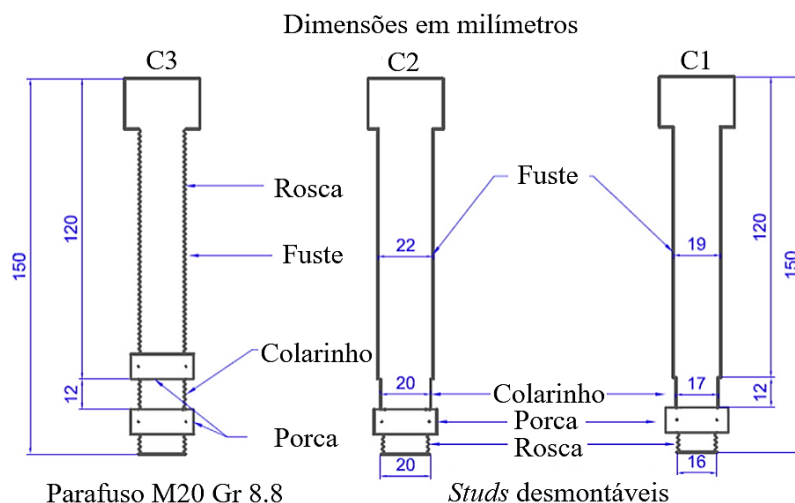 Dimensões em milímetros
C3
C2
C1
Rosca
Fuste
Fuste
150
120
22
19
120
150
Colarinho
12
20
Colarinho
17
12
Porca
Porca
Rosca
20
16
Parafuso M20 Gr 8.8
Studs desmontáveis